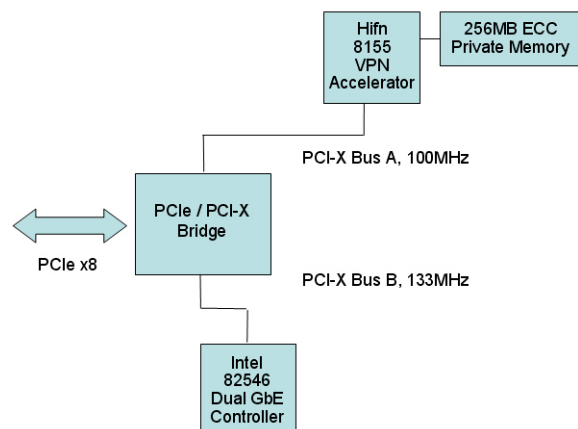 Hifn
8155
VPN
Accelerator
256MB ECC
Private Memory
PCI-X Bus A, 100MHz
PCIe / PCI-X
Bridge
PCIe x8
PCI-X Bus B, 133MHz
Intel
82546
Dual GbE
Controller